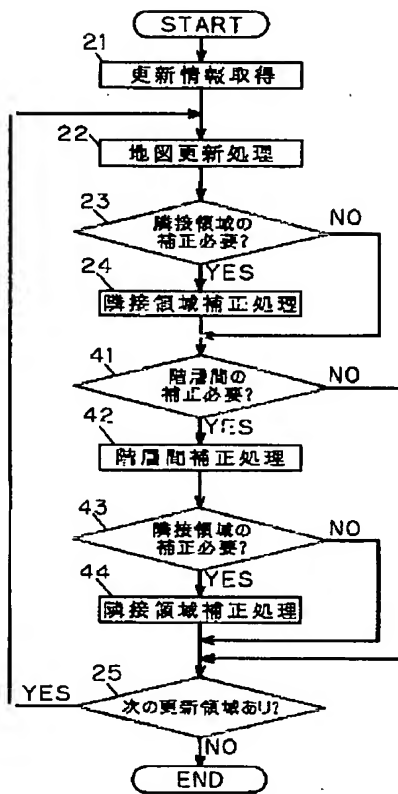 START
21
更新情報取得
22
地図更新処理
23
隣接領域の
補正必要?
NO
YES
24
隣接領域補正処理
41
階層間の
補正必要?
NO
YES
42
階層間補正処理
43
隣接領域の
補正必要?
NO
YES
44
隣接領域補正処理
25
YES
次の更新領域あり?
NO
END